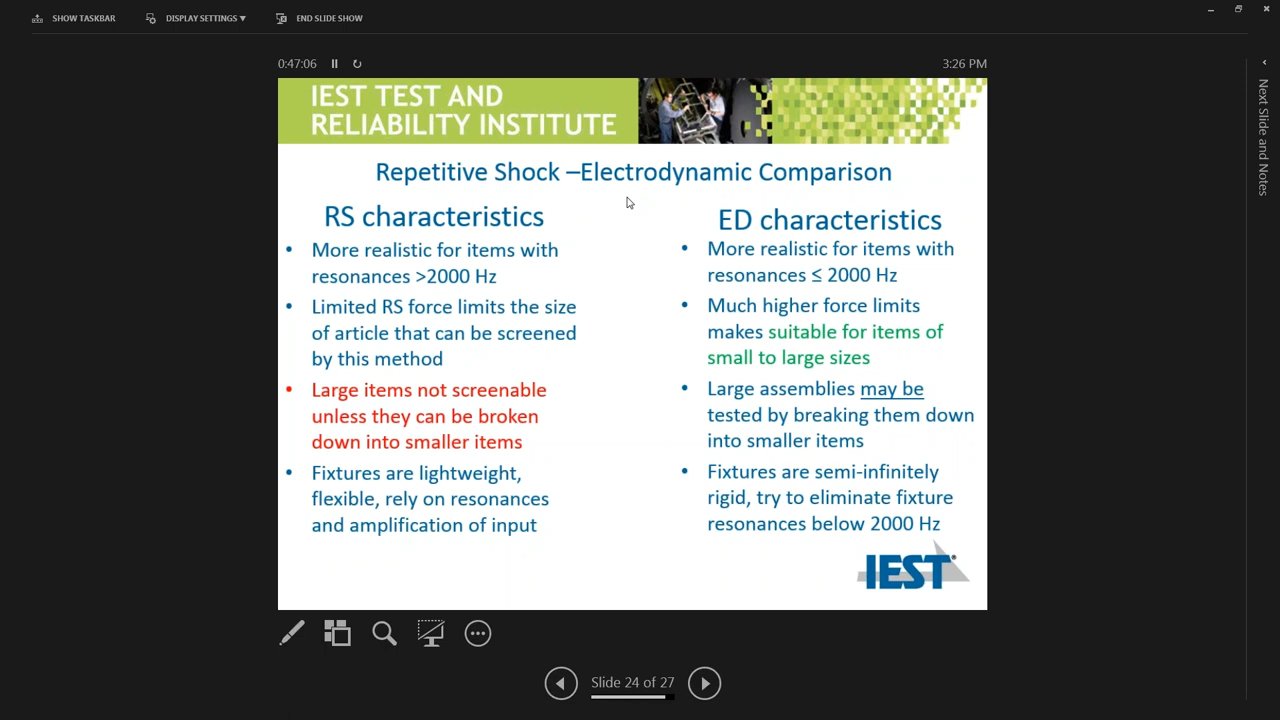 SHOW TASKBAR
DISPLAY SETTINGS ▼
END SLIDE SHOW
0:47:06
3:26 PM
IEST TEST AND
RELIABILITY INSTITUTE
Repetitive Shock –Electrodynamic Comparison
RS characteristics
• More realistic for items with
resonances >2000 Hz
• Limited RS force limits the size
of article that can be screened
by this method
• Large items not screenable
unless they can be broken
down into smaller items
• Fixtures are lightweight,
flexible, rely on resonances
and amplification of input
ED characteristics
• More realistic for items with
resonances ≤ 2000 Hz
• Much higher force limits
makes suitable for items of
small to large sizes
• Large assemblies may be
tested by breaking them down
into smaller items
• Fixtures are semi-infinitely
rigid, try to eliminate fixture
resonances below 2000 Hz
IEST®
Slide 24 of 27
Next Slide and Notes